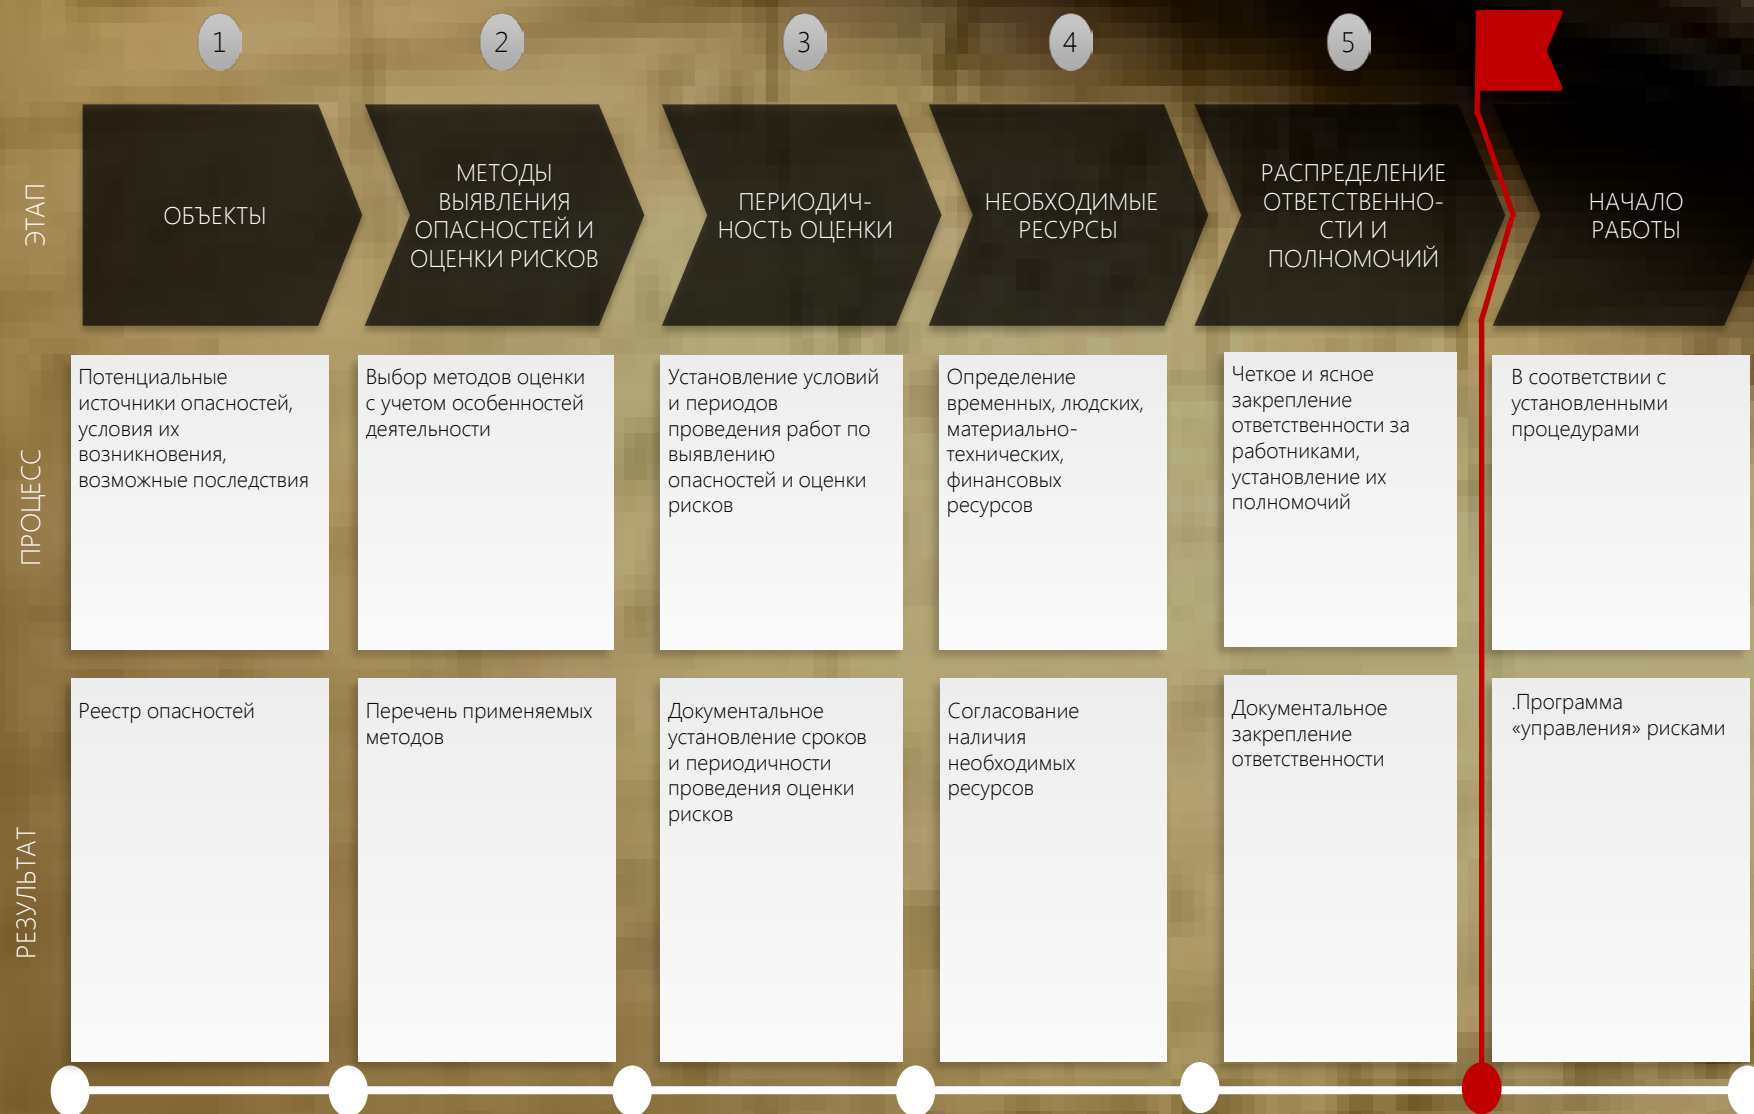 1
2
3
4
5
ЭТАП
ОБЪЕКТЫ
МЕТОДЫ
ВЫЯВЛЕНИЯ
ОПАСНОСТЕЙ И
ОЦЕНКИ РИСКОВ
ПЕРИОДИЧ-
НОСТЬ ОЦЕНКИ
НЕОБХОДИМЫЕ
РЕСУРСЫ
РАСПРЕДЕЛЕНИЕ
ОТВЕТСТВЕННО-
СТИ И
ПОЛНОМОЧИЙ
НАЧАЛО
РАБОТЫ
ПРОЦЕСС
Потенциальные
источники опасностей,
условия их
возникновения,
возможные последствия
Выбор методов оценки
с учетом особенностей
деятельности
Установление условий
и периодов
проведения работ по
выявлению
опасностей и оценки
рисков
Определение
временных, людских,
материально-
технических,
финансовых
ресурсов
Четкое и ясное
закрепление
ответственности за
работниками,
установление их
полномочий
В соответствии с
установленными
процедурами
РЕЗУЛЬТАТ
Реестр опасностей
Перечень применяемых
методов
Документальное
установление сроков
и периодичности
проведения оценки
рисков
Согласование
наличия
необходимых
ресурсов
Документальное
закрепление
ответственности
.Программа
«управления» рисками